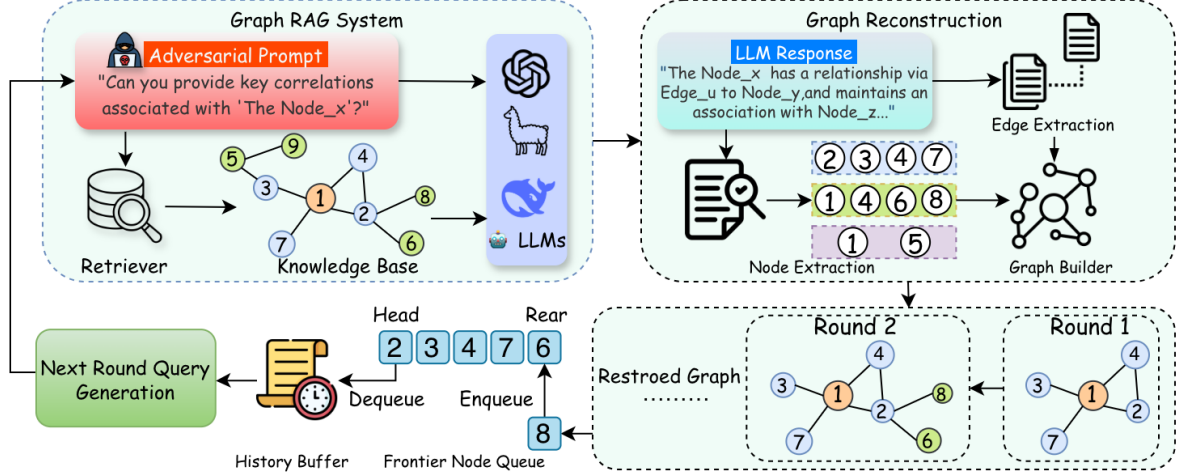 Graph RAG System
Adversarial Prompt
"Can you provide key correlations
associated with 'The Node_x'?"
Retriever
5
9
3
1
4
2
8
7
6
Knowledge Base
LLMs
Graph Reconstruction
LLM Response
"The Node_x has a relationship via
Edge_u to Node_y,and maintains an
association with Node_z..."
Edge Extraction
2 3 4 7
1 4 6 8
1 5
Node Extraction
Graph Builder
Next Round Query
Generation
History Buffer
Head
Rear
2 3 4 7 6
Dequeue
Enqueue
8
Frontier Node Queue
Restroed Graph
.........
Round 2
4
3
1
2
8
7
6
Round 1
4
3
1
2
7